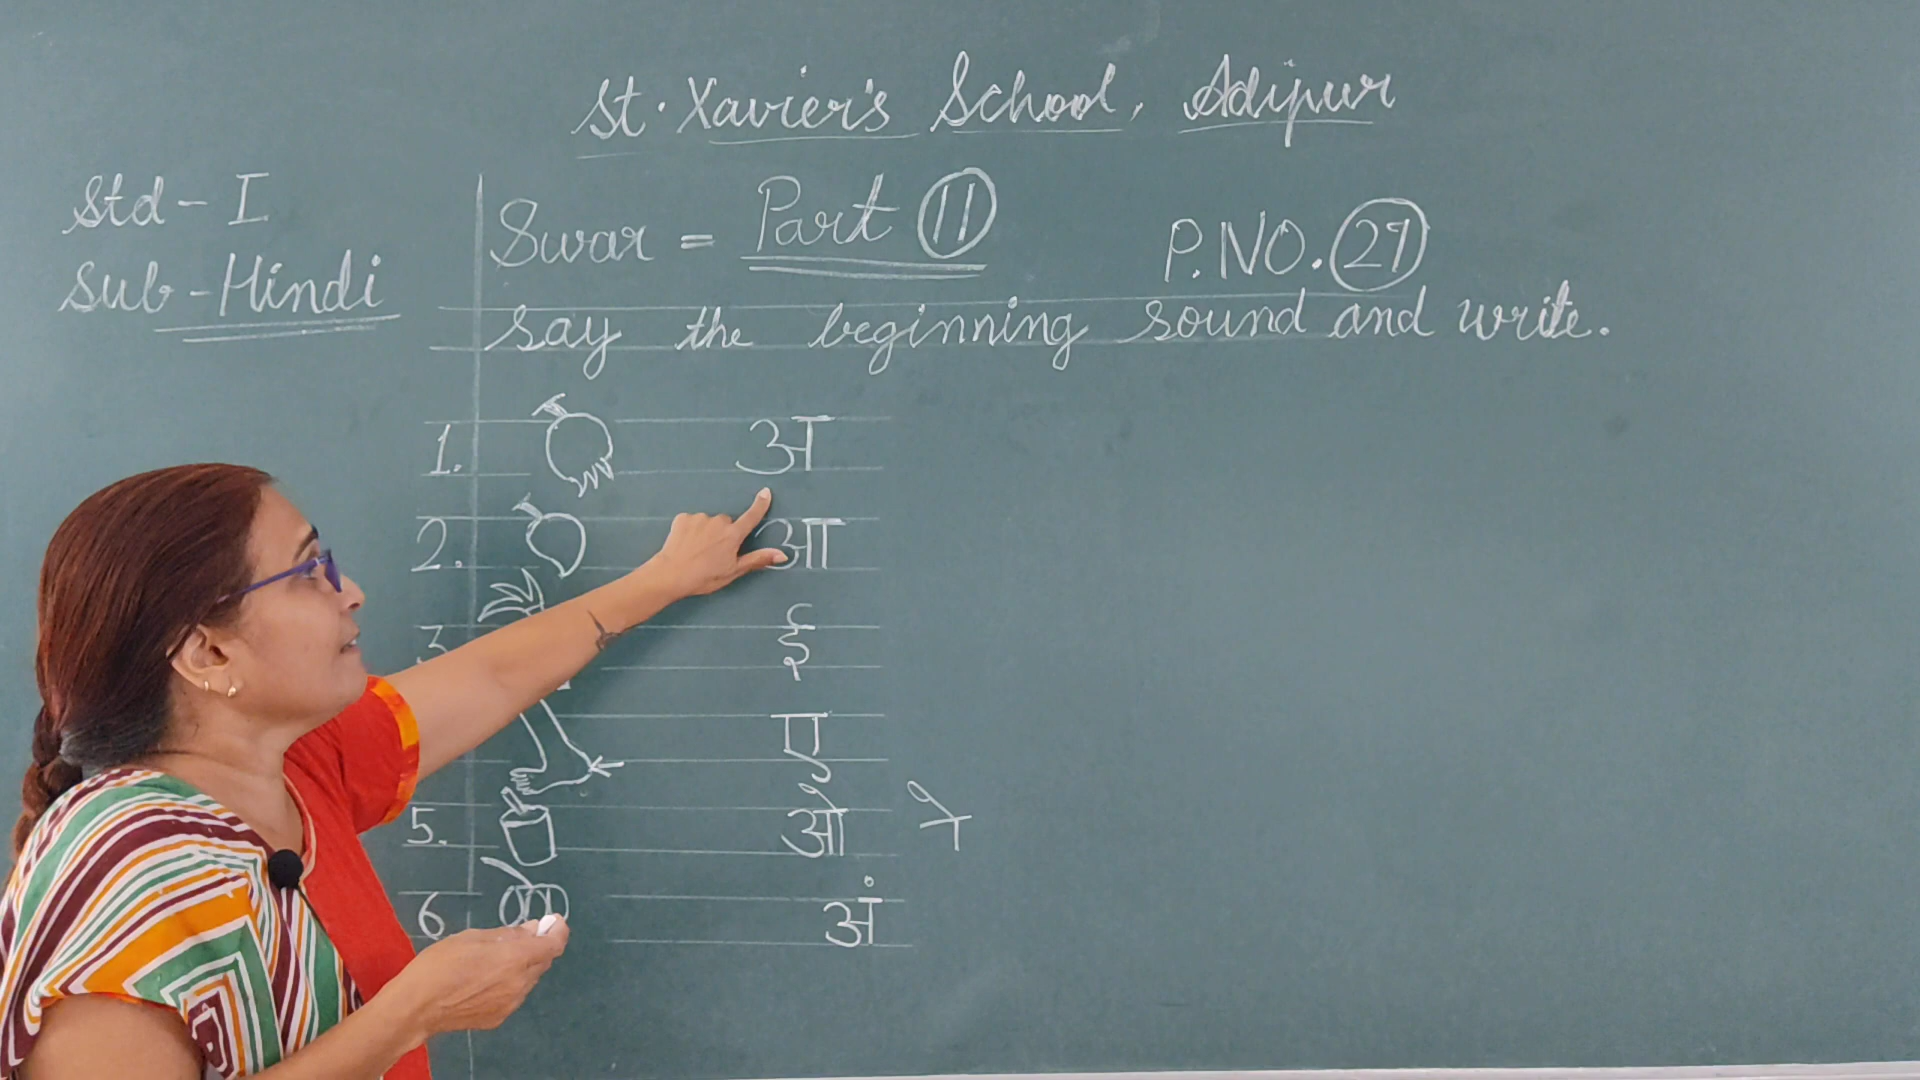 St. Xavier's School, Adipur
Std - I
Sub - Hindi
Swar = Part 11
P.NO. 27
say the beginning sound and write.
1. अ
2. आ
3 ई
ए
5. ओ े
6 अं